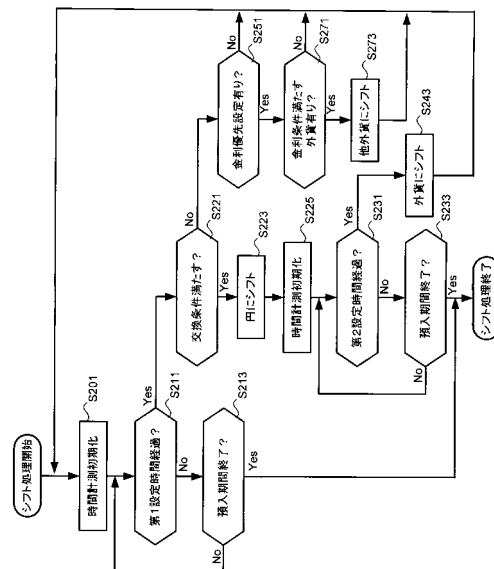 シフト処理開始
S201
時間計測初期化
S211
第1設定時間経過？
Yes
No
S213
預入期間終了？
No
Yes
S221
交換条件満たす？
No
Yes
S223
円にシフト
S225
時間計測初期化
S231
第2設定時間経過？
Yes
No
S233
預入期間終了？
No
Yes
シフト処理終了
S243
外貨にシフト
S251
金利優先設定有り？
No
Yes
S271
金利条件満たす
外貨有り？
No
Yes
S273
他外貨にシフト